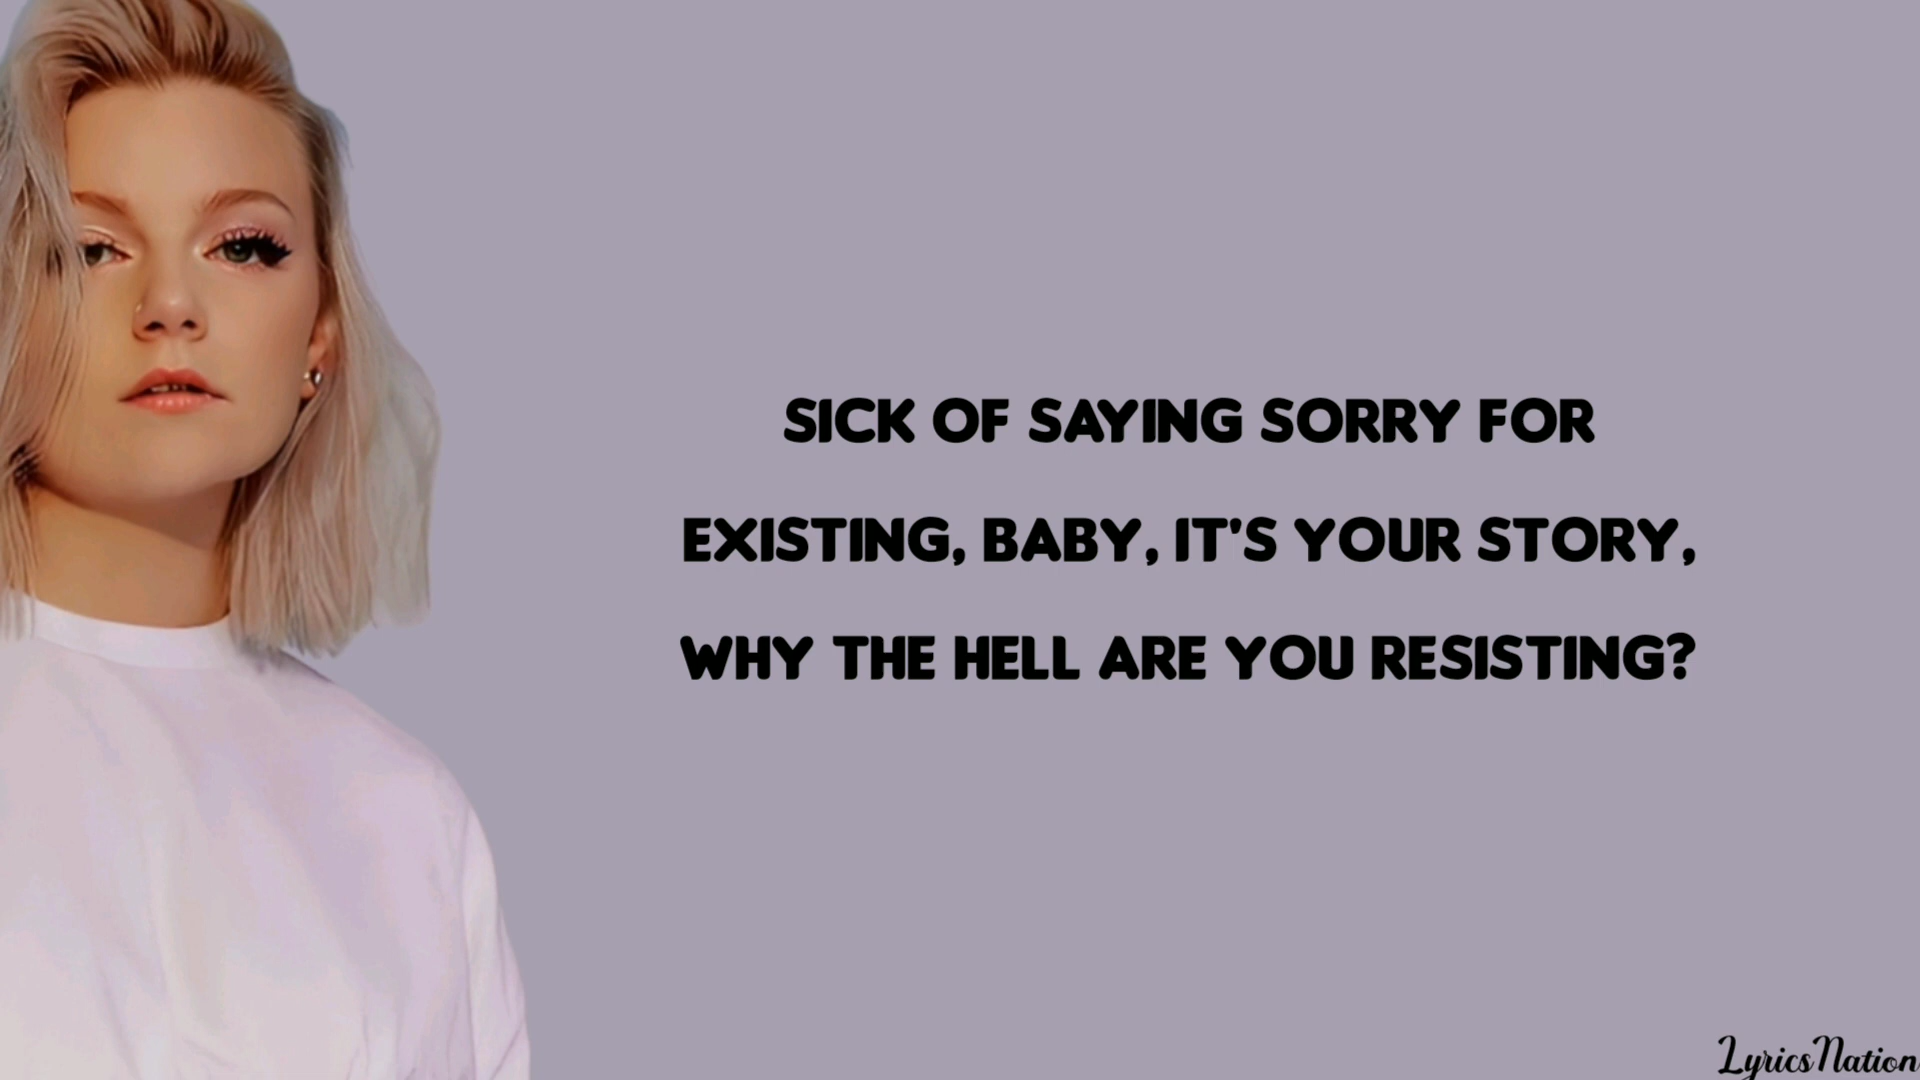 SICK OF SAYING SORRY FOR
EXISTING, BABY, IT'S YOUR STORY,
WHY THE HELL ARE YOU RESISTING?
LyricsNation